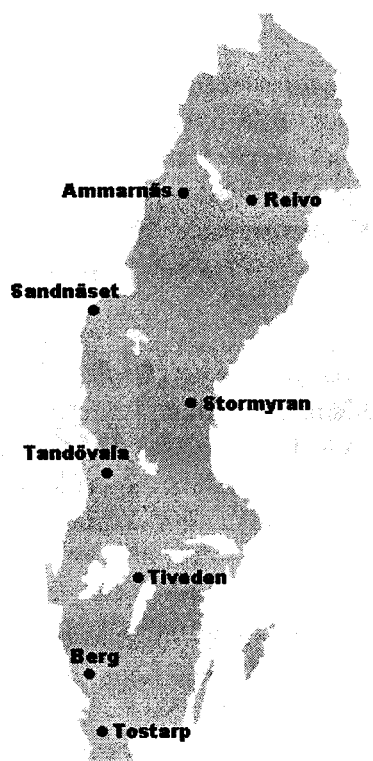 Ammarnäs
Reivo
Sandnäset
Stormyran
Tandövala
Tiveden
Berg
Tostarp